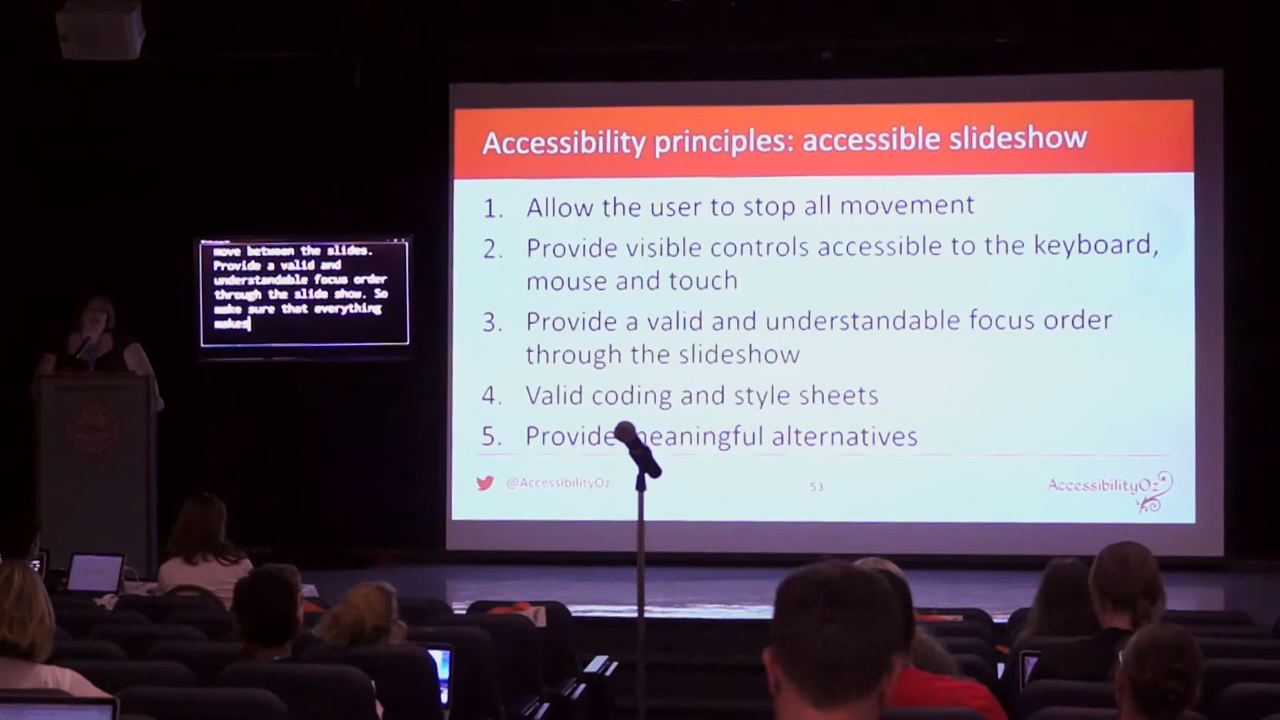 move between the slides.
Provide a valid and
understandable focus order
through the slide show. So
make sure that everything
makes
Accessibility principles: accessible slideshow
1. Allow the user to stop all movement
2. Provide visible controls accessible to the keyboard,
mouse and touch
3. Provide a valid and understandable focus order
through the slideshow
4. Valid coding and style sheets
5. Provide meaningful alternatives
@AccessibilityOz
53
AccessibilityOz